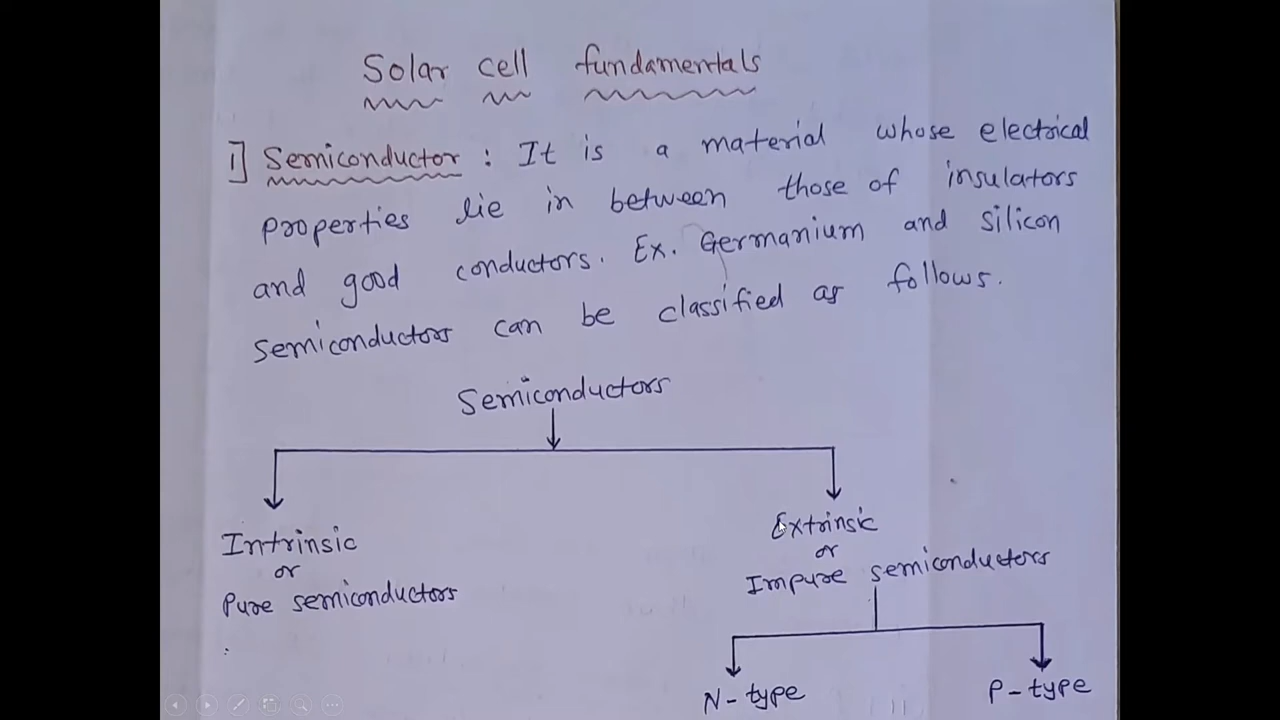 Solar cell fundamentals
1] Semiconductor : It is a material whose electrical
properties lie in between those of insulators
and good conductors. Ex. Germanium and silicon
Semiconductors can be classified as follows.
Semiconductors
Intrinsic
or
Pure semiconductors
Extrinsic
or
Impure semiconductors
N-type
P-type